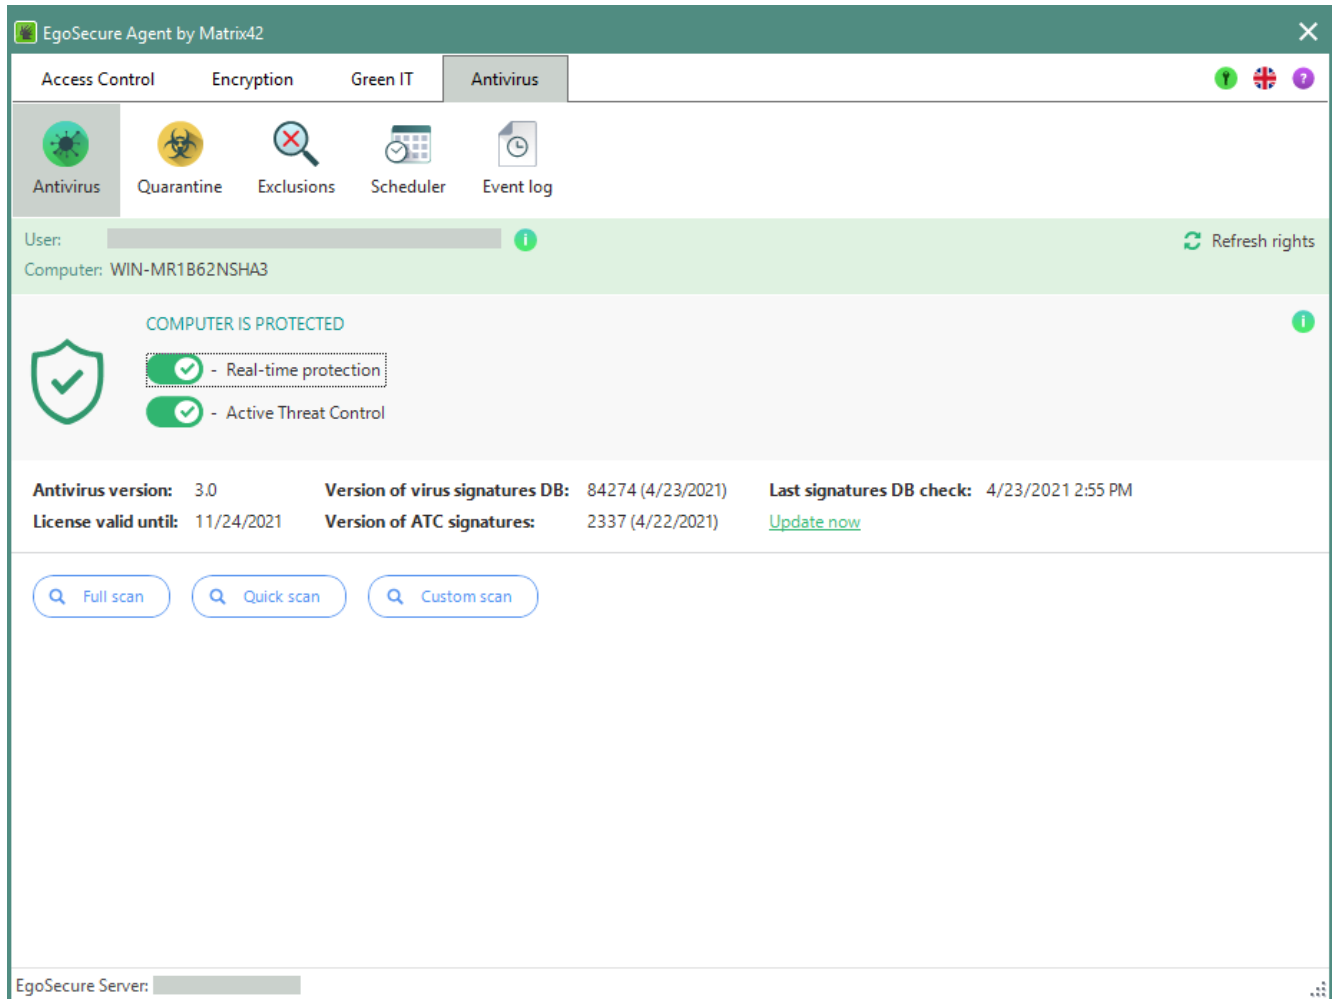 EgoSecure Agent by Matrix42
Access Control Encryption Green IT Antivirus
Antivirus Quarantine Exclusions Scheduler Event log
User: Refresh rights
Computer: WIN-MR1B62NSHA3
COMPUTER IS PROTECTED
- Real-time protection
- Active Threat Control
Antivirus version: 3.0 Version of virus signatures DB: 84274 (4/23/2021) Last signatures DB check: 4/23/2021 2:55 PM
License valid until: 11/24/2021 Version of ATC signatures: 2337 (4/22/2021) Update now
Full scan Quick scan Custom scan
EgoSecure Server: